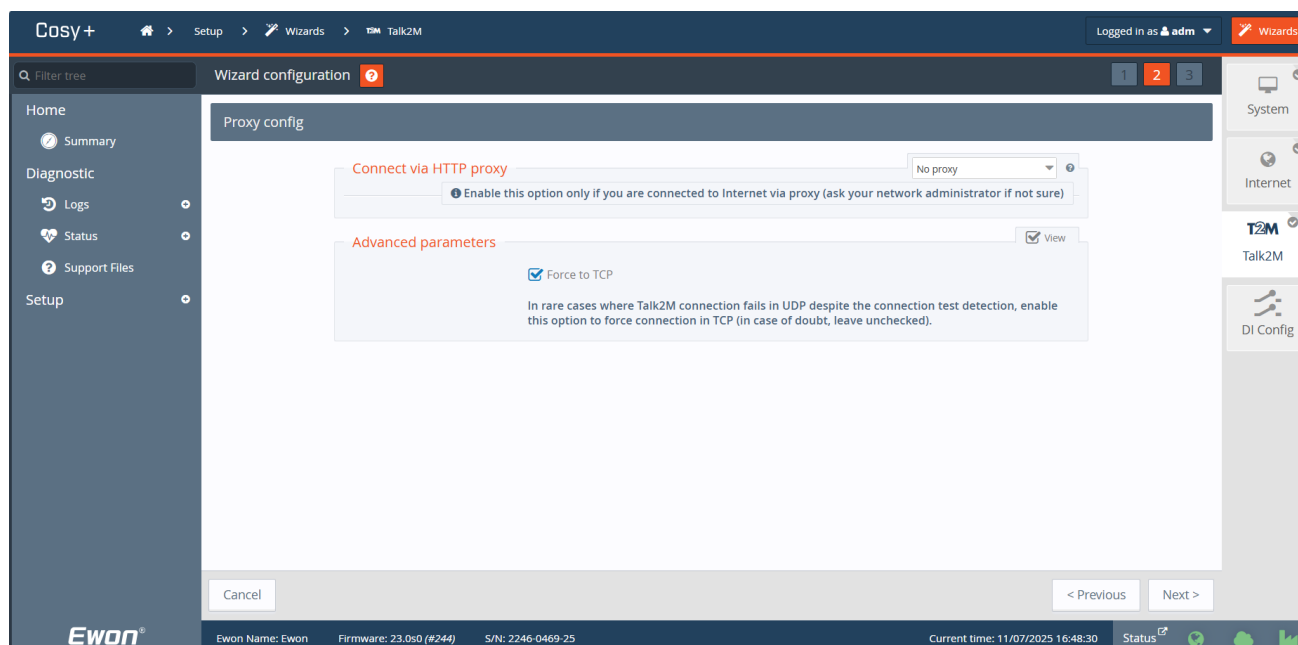 Cosy+
Setup > Wizards > T2M Talk2M
Logged in as adm
Wizards
Filter tree
Wizard configuration
1 2 3
Home
Summary
Diagnostic
Logs
Status
Support Files
Setup
Proxy config
Connect via HTTP proxy
No proxy
Enable this option only if you are connected to Internet via proxy (ask your network administrator if not sure)
Advanced parameters
View
Force to TCP
In rare cases where Talk2M connection fails in UDP despite the connection test detection, enable
this option to force connection in TCP (in case of doubt, leave unchecked).
System
Internet
T2M
Talk2M
DI Config
Cancel
< Previous
Next >
Ewon®
Ewon Name: Ewon
Firmware: 23.0s0 (#244)
S/N: 2246-0469-25
Current time: 11/07/2025 16:48:30
Status